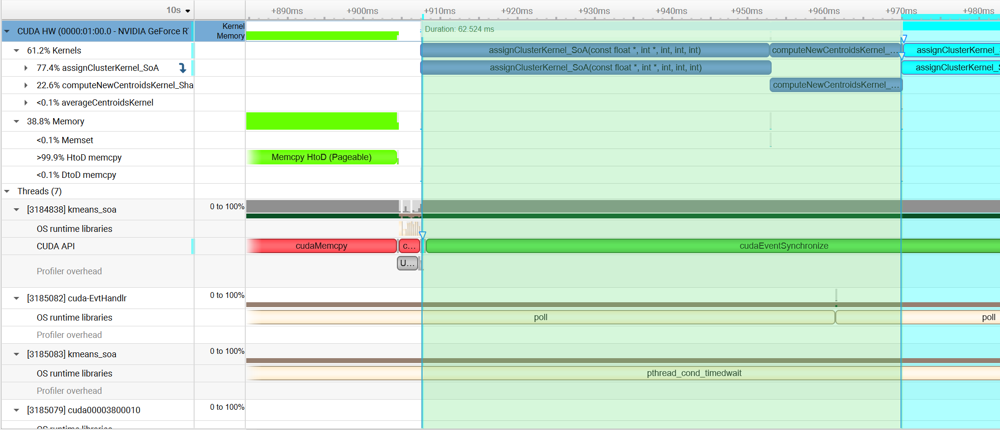 10s +890ms +900ms +910ms +920ms +930ms +940ms +950ms +960ms +970ms +980ms
CUDA HW (0000:01:00.0 - NVIDIA GeForce R
Kernel
Memory
Duration: 62.524 ms
61.2% Kernels
assignClusterKernel_SoA(const float *, int *, int, int, int) computeNewCentroidsKernel_... assignClusterKernel_
77.4% assignClusterKernel_SoA
assignClusterKernel_SoA(const float *, int *, int, int, int) assignClusterKernel_S
22.6% computeNewCentroidsKernel_Sha
computeNewCentroidsKernel_...
<0.1% averageCentroidsKernel
38.8% Memory
<0.1% Memset
>99.9% HtoD memcpy
Memcpy HtoD (Pageable)
<0.1% DtoD memcpy
Threads (7)
[3184838] kmeans_soa 0 to 100%
OS runtime libraries
CUDA API cudaMemcpy c... cudaEventSynchronize
U...
Profiler overhead
[3185082] cuda-EvtHandlr 0 to 100%
OS runtime libraries poll poll
Profiler overhead
[3185083] kmeans_soa 0 to 100%
OS runtime libraries pthread_cond_timedwait
Profiler overhead
[3185079] cuda00003800010 0 to 100%
OS runtime libraries